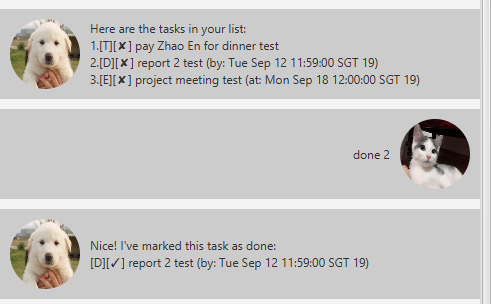 Here are the tasks in your list:
1.[T][✘] pay Zhao En for dinner test
2.[D][✘] report 2 test (by: Tue Sep 12 11:59:00 SGT 19)
3.[E][✘] project meeting test (at: Mon Sep 18 12:00:00 SGT 19)
done 2
Nice! I've marked this task as done:
[D][✓] report 2 test (by: Tue Sep 12 11:59:00 SGT 19)